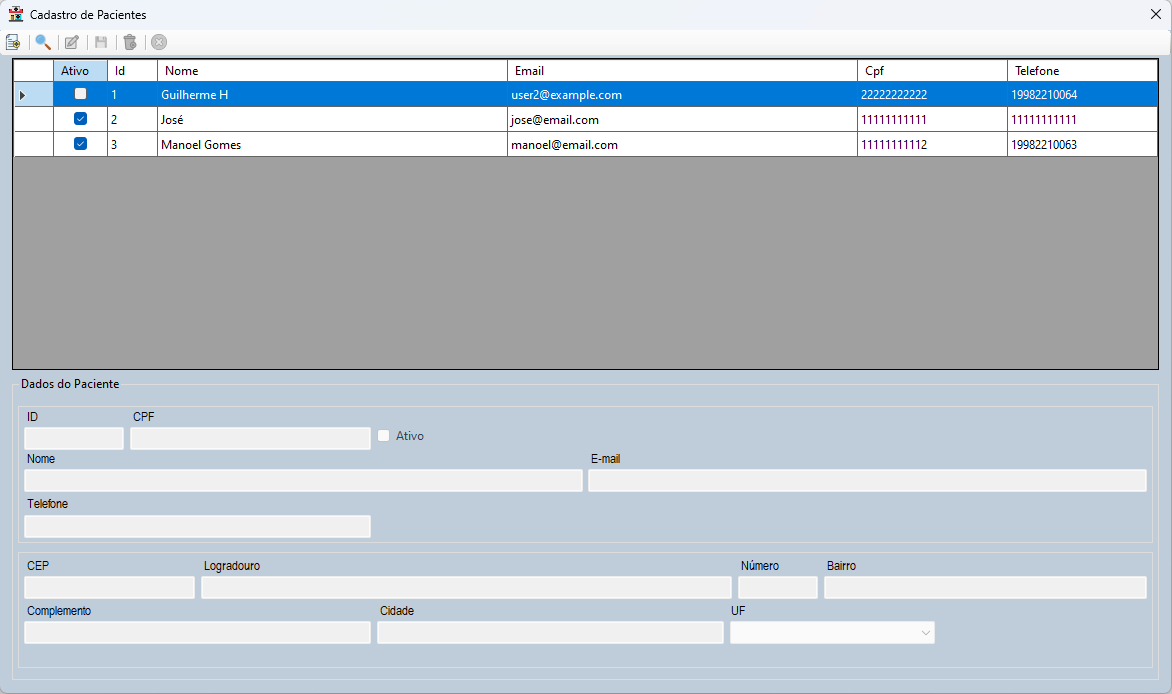 Cadastro de Pacientes
Ativo Id Nome Email Cpf Telefone
1 Guilherme H user2@example.com 22222222222 19982210064
2 José jose@email.com 11111111111 11111111111
3 Manoel Gomes manoel@email.com 11111111112 19982210063
Dados do Paciente
ID CPF
Ativo
Nome E-mail
Telefone
CEP Logradouro Número Bairro
Complemento Cidade UF